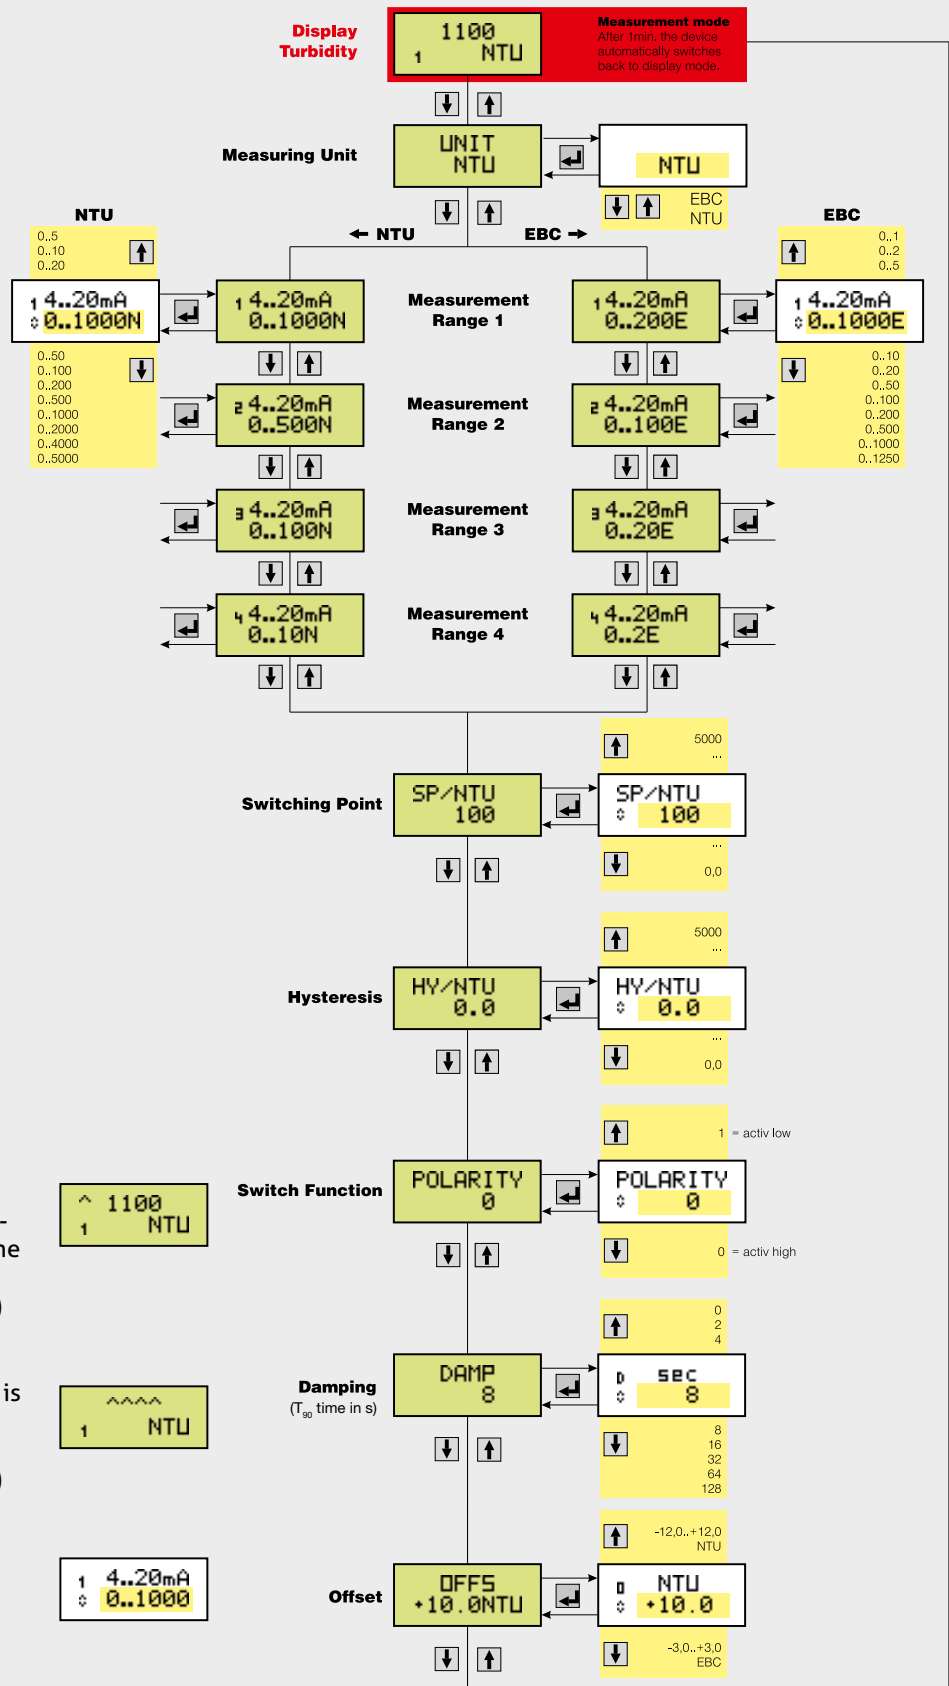 Display
Turbidity
1100
1 NTU
Measurement mode
After 1min. the device
automatically switches
back to display mode.
Measuring Unit
UNIT
NTU
NTU
EBC
NTU
NTU
← NTU
EBC →
EBC
0..5
0..10
0..20
1 4..20mA
0..1000N
0..50
0..100
0..200
0..500
0..1000
0..2000
0..4000
0..5000
1 4..20mA
0..1000N
Measurement
Range 1
1 4..20mA
0..200E
0..1
0..2
0..5
1 4..20mA
0..1000E
0..10
0..20
0..50
0..100
0..200
0..500
0..1000
0..1250
2 4..20mA
0..500N
Measurement
Range 2
2 4..20mA
0..100E
3 4..20mA
0..100N
Measurement
Range 3
3 4..20mA
0..20E
4 4..20mA
0..10N
Measurement
Range 4
4 4..20mA
0..2E
Switching Point
SP/NTU
100
5000
...
SP/NTU
100
...
0,0
Hysteresis
HY/NTU
0.0
5000
...
HY/NTU
0.0
...
0,0
Switch Function
POLARITY
0
1 = activ low
POLARITY
0
0 = activ high
^ 1100
1 NTU
-
ne
)
is
)
^^^^
1 NTU
1 4..20mA
0..1000
Damping
(T90 time in s)
DAMP
8
0
2
4
D sec
8
8
16
32
64
128
Offset
OFFS
+10.0NTU
-12,0..+12,0
NTU
O NTU
+10.0
-3,0..+3,0
EBC